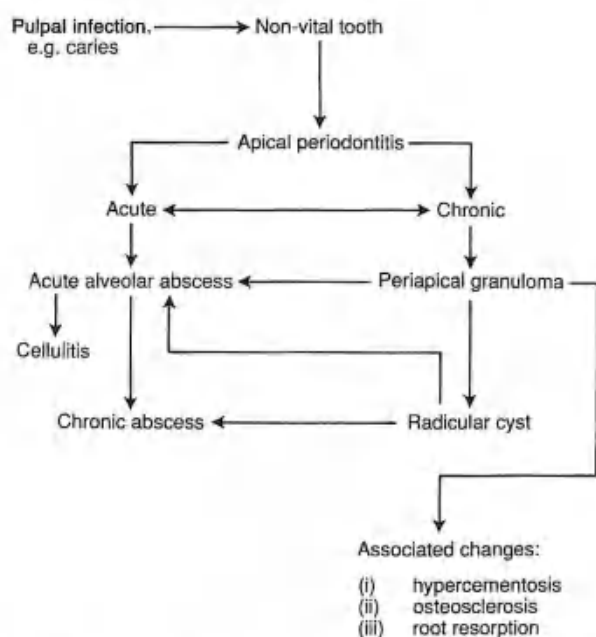 Pulpal infection, Non-vital tooth
e.g. caries
Apical periodontitis
Acute Chronic
Acute alveolar abscess Periapical granuloma
Cellulitis
Chronic abscess Radicular cyst
Associated changes:
(i) hypercementosis
(ii) osteosclerosis
(iii) root resorption